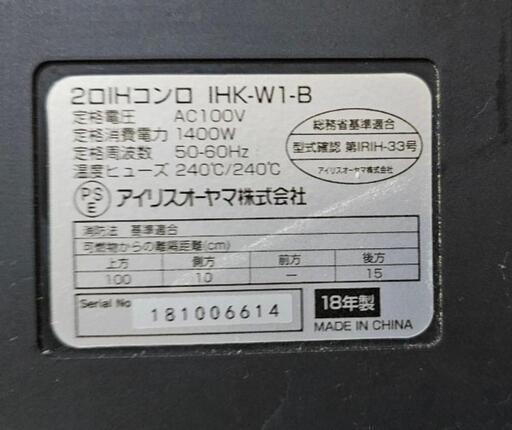 2口IHコンロ IHK-W1-B
定格電圧 AC100V
定格消費電力 1400W
定格周波数 50-60Hz
温度ヒューズ 240℃/240℃
総務省基準適合
型式確認 第IRIH-33号
アイリスオーヤマ株式会社
PS
E
アイリスオーヤマ株式会社
消防法 基準適合
可燃物からの離隔距離(cm)
上方 側方 前方 後方
100 10 — 15
Serial No
181006614
18年製
MADE IN CHINA